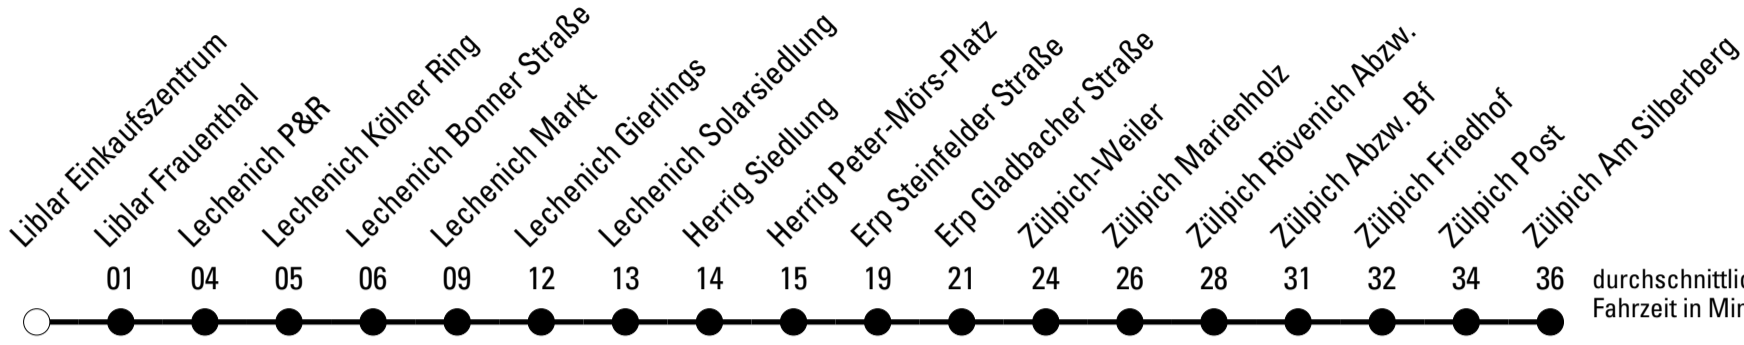 Liblar Einkaufszentrum
Liblar Frauenthal
Lechenich P&R
Lechenich Kölner Ring
Lechenich Bonner Straße
Lechenich Markt
Lechenich Gierlings
Lechenich Solarsiedlung
Herrig Siedlung
Herrig Peter-Mörs-Platz
Erp Steinfelder Straße
Erp Gladbacher Straße
Zülpich-Weiler
Zülpich Marienholz
Zülpich Rövenich Abzw.
Zülpich Abzw. Bf
Zülpich Friedhof
Zülpich Post
Zülpich Am Silberberg
01 04 05 06 09 12 13 14 15 19 21 24 26 28 31 32 34 36
Fahrzeit in